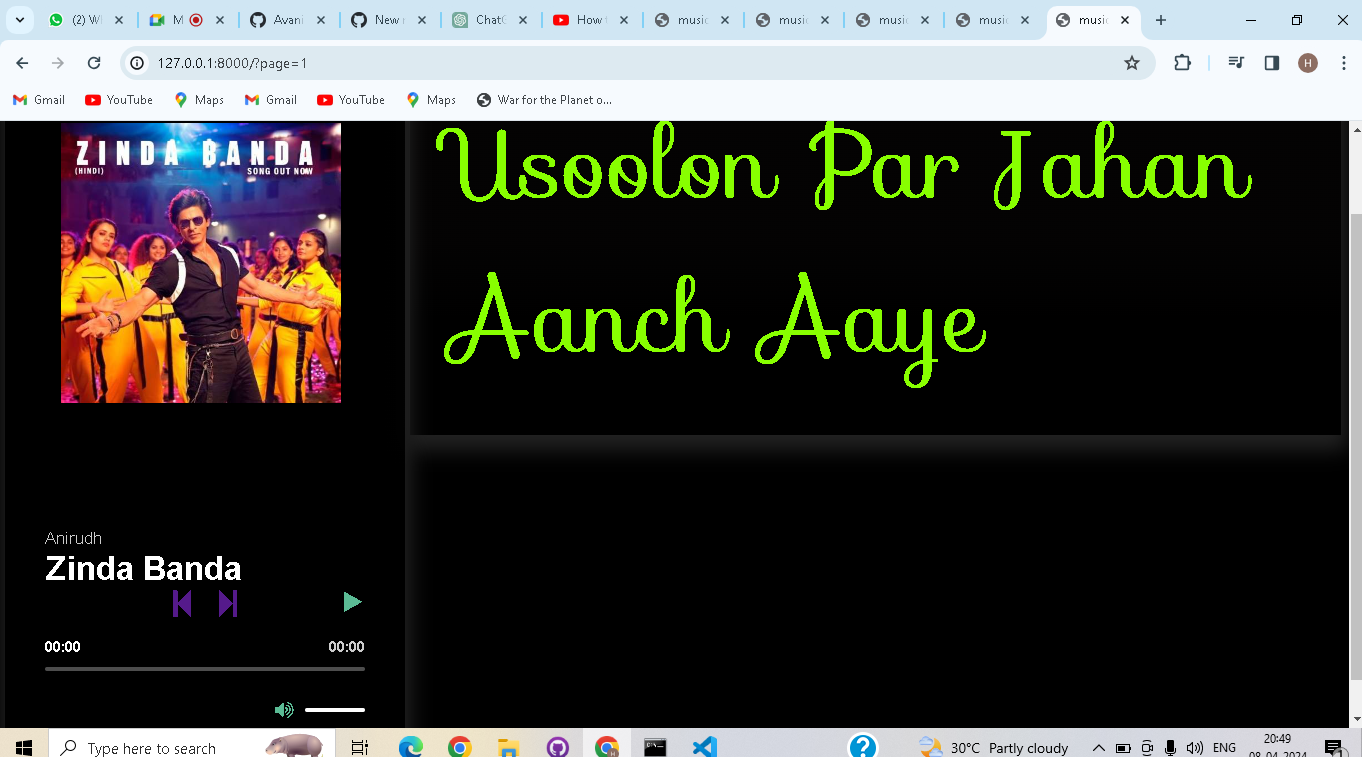 (2) W
M
Avani
New
ChatG
How
music
music
music
music
music
127.0.0.1:8000/?page=1
H
Gmail
YouTube
Maps
Gmail
YouTube
Maps
War for the Planet o...
ZINDA BANDA
(HINDI)
SONG OUT NOW
Usoolon Par Jahan
Aanch Aaye
Anirudh
Zinda Banda
00:00
00:00
Type here to search
30°C Partly cloudy
ENG
20:49
08-04-2024